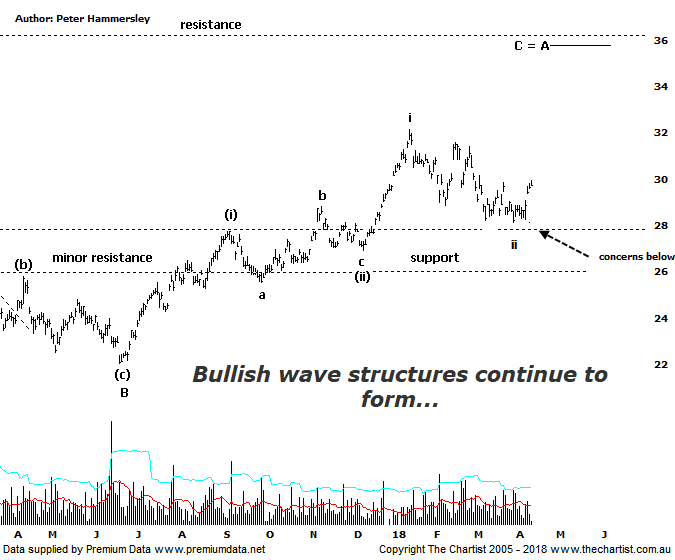 Author: Peter Hammersley
resistance
36
C = A
34
i
32
b
30
(i)
28
ii
(b)
minor resistance
c
support
concerns below
26
a
(ii)
24
22
(c)
B
Bullish wave structures continue to
form...
A M J J A S O N D 18 F M A M J
Data supplied by Premium Data www.premiumdata.net
Copyright The Chartist 2005 - 2018 www.thechartist.com.au